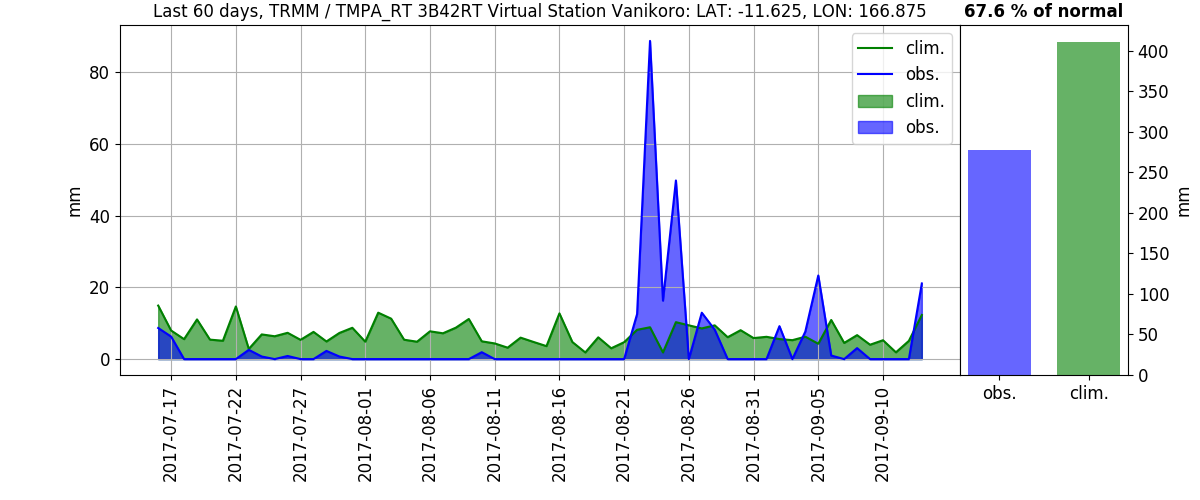 Last 60 days, TRMM / TMPA_RT 3B42RT Virtual Station Vanikoro: LAT: -11.625, LON: 166.875
67.6 % of normal
clim.
obs.
clim.
obs.
mm
80
60
40
20
0
2017-07-17
2017-07-22
2017-07-27
2017-08-01
2017-08-06
2017-08-11
2017-08-16
2017-08-21
2017-08-26
2017-08-31
2017-09-05
2017-09-10
400
350
300
250
200
150
100
50
0
mm
obs.
clim.